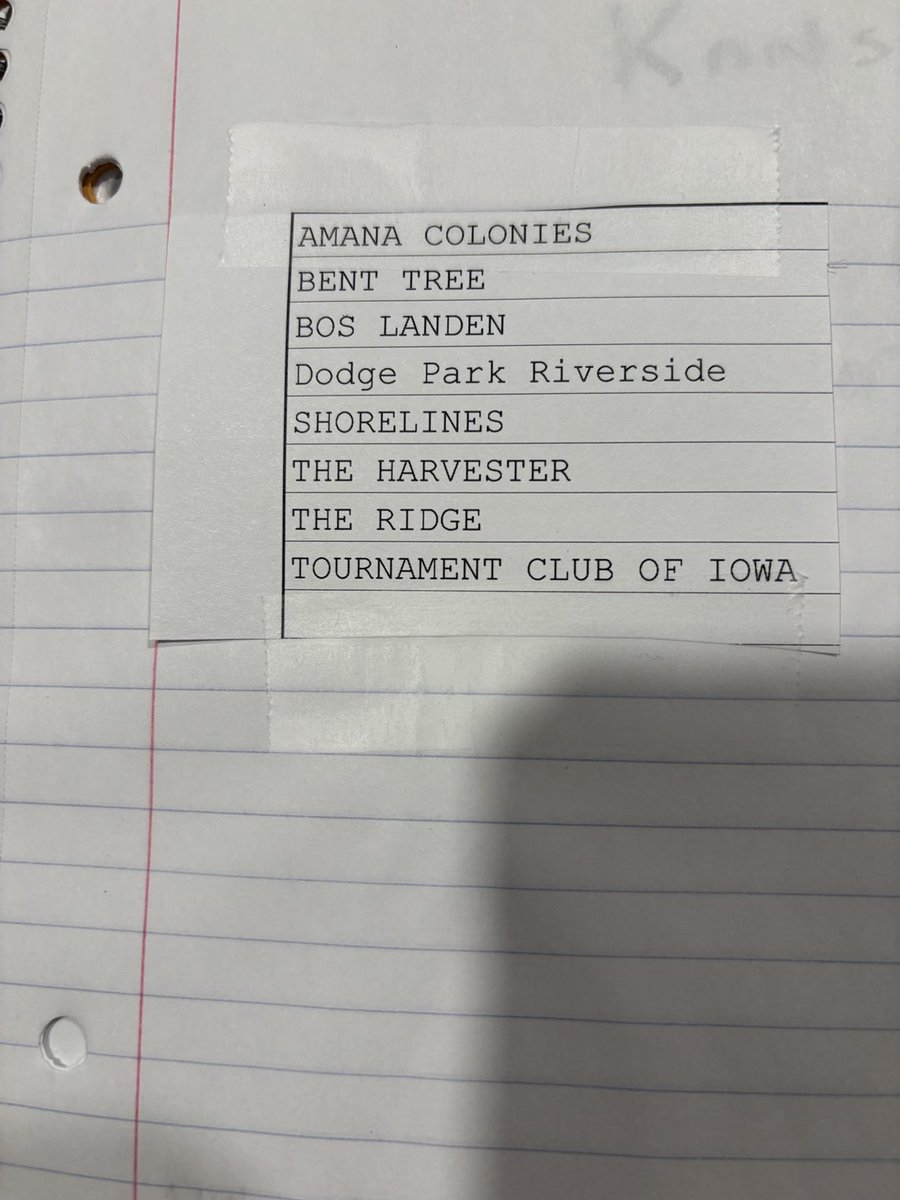 AMANA COLONIES
BENT TREE
BOS LANDEN
Dodge Park Riverside
SHORELINES
THE HARVESTER
THE RIDGE
TOURNAMENT CLUB OF IOWA